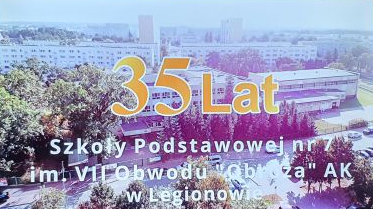 35 Lat
Szkoły Podstawowej nr 7
im. VII Obwodu "Obroża" AK
w Legionowie